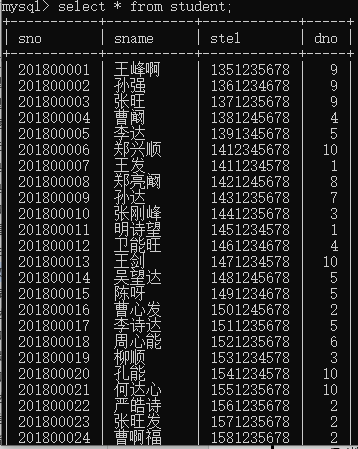 mysql> select * from student;
sno | sname | stel | dno
201800001 | 王峰啊 | 1351235678 | 9
201800002 | 孙强 | 1361234678 | 9
201800003 | 张旺 | 1371235678 | 9
201800004 | 曹阚 | 1381245678 | 4
201800005 | 李达 | 1391345678 | 5
201800006 | 郑兴顺 | 1412345678 | 10
201800007 | 王发 | 1411234578 | 1
201800008 | 郑亮阚 | 1421245678 | 8
201800009 | 孙达 | 1431235678 | 7
201800010 | 张刚峰 | 1441235678 | 3
201800011 | 明诗望 | 1451234578 | 1
201800012 | 卫能旺 | 1461234678 | 4
201800013 | 王剑 | 1471234578 | 10
201800014 | 吴望达 | 1481245678 | 5
201800015 | 陈呀 | 1491234678 | 5
201800016 | 曹心发 | 1501245678 | 2
201800017 | 李诗达 | 1511235678 | 5
201800018 | 周心能 | 1521235678 | 6
201800019 | 柳顺 | 1531234578 | 3
201800020 | 孔能 | 1541234578 | 10
201800021 | 何达心 | 1551235678 | 10
201800022 | 严皓诗 | 1561235678 | 2
201800023 | 张旺发 | 1571235678 | 2
201800024 | 曹啊福 | 1581235678 | 2